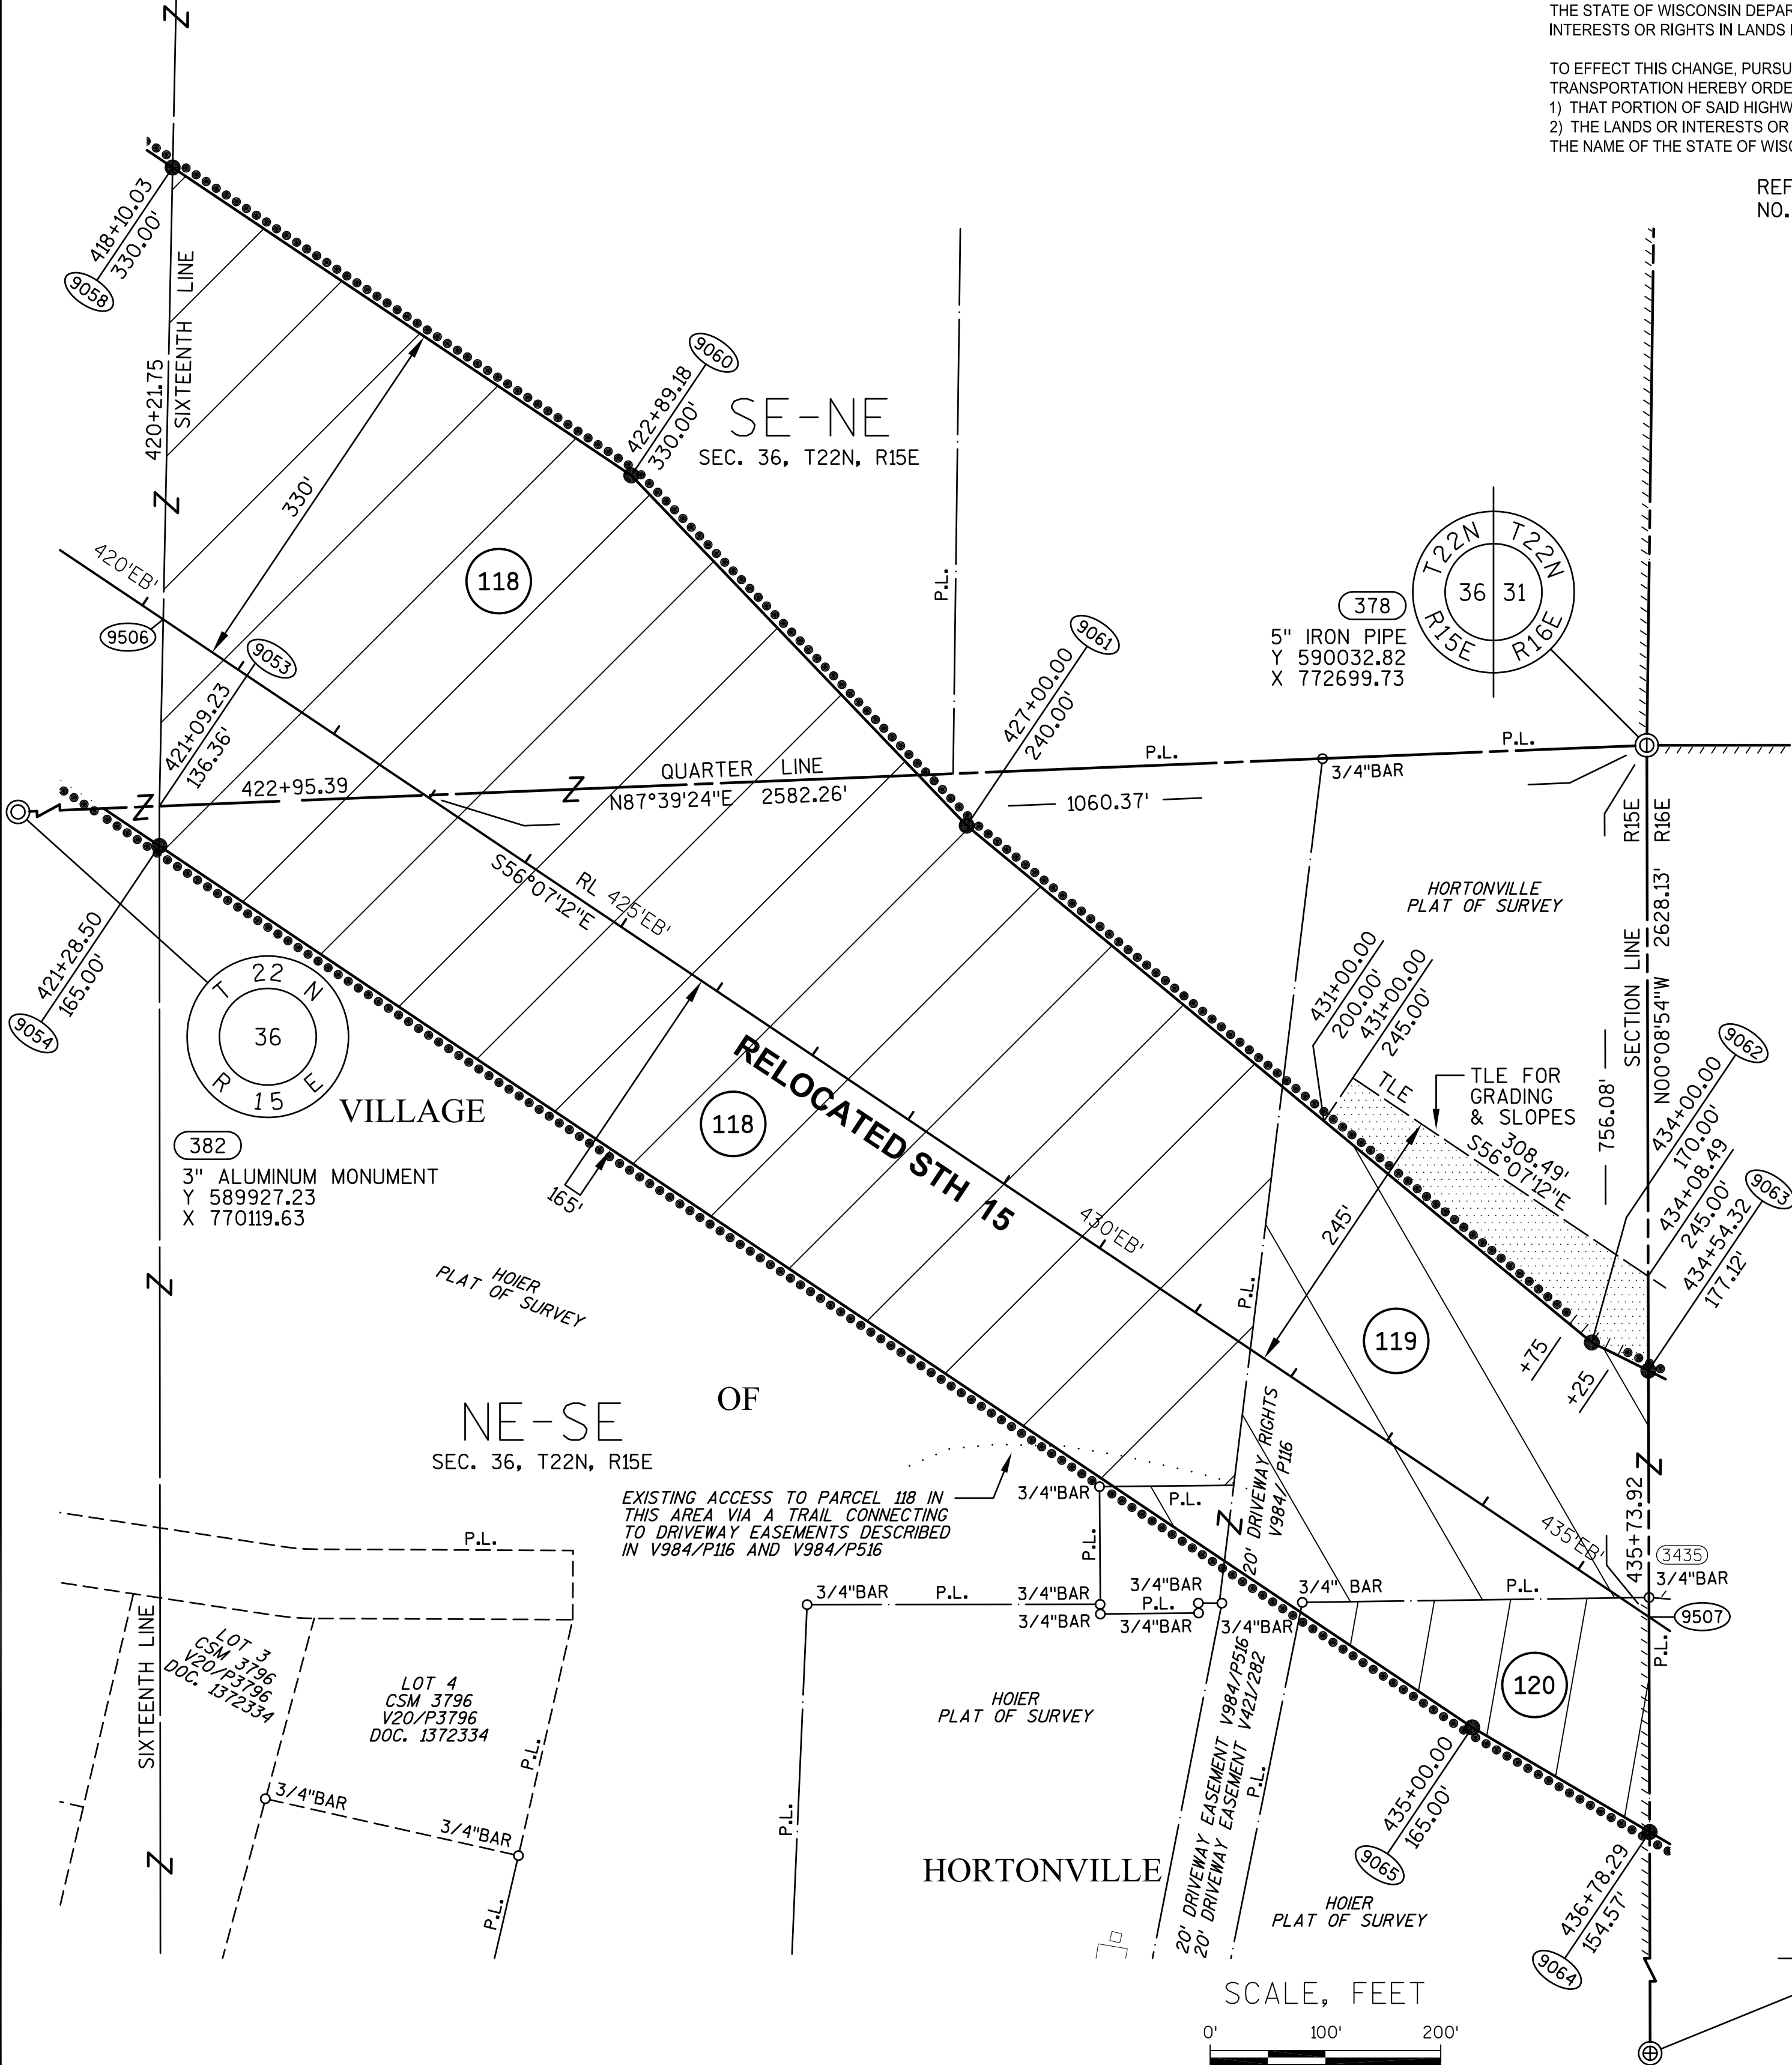 THE STATE OF WISCONSIN DEPAR
INTERESTS OR RIGHTS IN LANDS
TO EFFECT THIS CHANGE, PURSU
TRANSPORTATION HEREBY ORDE
1) THAT PORTION OF SAID HIGHW
2) THE LANDS OR INTERESTS OR
THE NAME OF THE STATE OF WISC
REF
NO.
Z
418+10.03
330.00'
9058
SIXTEENTH LINE
420+21.75
Z
330'
9060
422+89.18
330.00'
SE-NE
SEC. 36, T22N, R15E
P.L.
118
420'EB'
9506
9053
421+09.23
136.36'
9061
427+00.00
240.00'
378
5" IRON PIPE
Y 590032.82
X 772699.73
T22N
T22N
36
31
R15E
R16E
Z
422+95.39
Z
QUARTER LINE
N87°39'24"E 2582.26'
1060.37'
P.L.
P.L.
3/4"BAR
S56°07'12"E
RL 425'EB'
421+28.50
165.00'
9054
T 22 N
36
R 15 E
382
3" ALUMINUM MONUMENT
Y 589927.23
X 770119.63
VILLAGE
118
165'
RELOCATED STH 15
HORTONVILLE
PLAT OF SURVEY
R15E
R16E
SECTION LINE
N00°08'54"W 2628.13'
756.08'
431+00.00
200.00'
431+00.00
245.00'
TLE
TLE FOR
GRADING
& SLOPES
308.49'
S56°07'12"E
9062
434+00.00
170.00'
434+08.49
245.00'
9063
434+54.32
177.12'
245'
430'EB'
P.L.
119
+75
+25
Z
HOIER
PLAT OF SURVEY
OF
NE-SE
SEC. 36, T22N, R15E
EXISTING ACCESS TO PARCEL 118 IN
THIS AREA VIA A TRAIL CONNECTING
TO DRIVEWAY EASEMENTS DESCRIBED
IN V984/P116 AND V984/P516
3/4"BAR
P.L.
P.L.
Z
20' DRIVEWAY RIGHTS
V984/ P116
Z
435+73.92
435'EB'
3435
3/4"BAR
9507
P.L.
P.L.
3/4"BAR
P.L.
3/4"BAR
3/4"BAR
3/4"BAR
P.L.
3/4"BAR
3/4"BAR
3/4" BAR
P.L.
SIXTEENTH LINE
LOT 3
CSM 3796
V20/P3796
DOC. 1372334
LOT 4
CSM 3796
V20/P3796
DOC. 1372334
P.L.
3/4"BAR
3/4"BAR
P.L.
Z
HOIER
PLAT OF SURVEY
P.L.
20' DRIVEWAY EASEMENT V984/P516
20' DRIVEWAY EASEMENT V421/282
P.L.
120
435+00.00
165.00'
9065
HORTONVILLE
HOIER
PLAT OF SURVEY
436+78.29
154.57'
9064
SCALE, FEET
0' 100' 200'